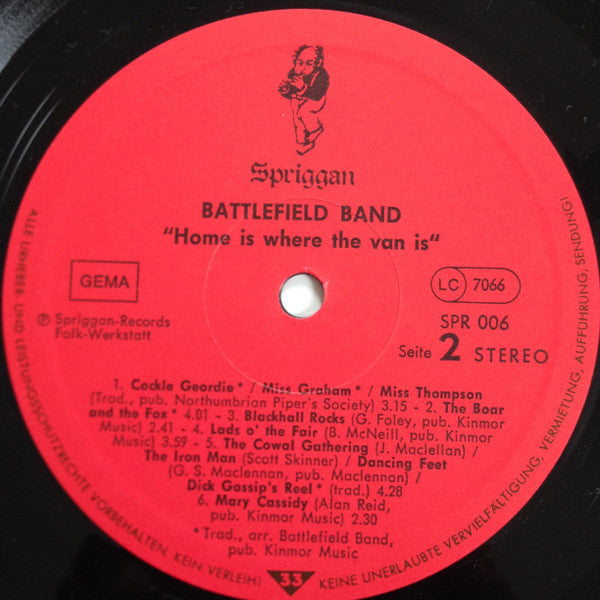 Spriggan
BATTLEFIELD BAND
"Home is where the van is"
GEMA
LC 7066
℗ Spriggan-Records
Folk-Werkstatt
SPR 006
Seite 2 STEREO
1. Cockle Geordie* / Miss Graham* / Miss Thompson
(Trad., pub. Northumbrian Piper's Society) 3.15 - 2. The Boar
and the Fox* 4.01 - 3. Blackhall Rocks (G. Foley, pub. Kinmor
Music) 2.41 - 4. Lads o' the Fair (B. McNeill, pub. Kinmor
Music) 3.59 - 5. The Cowal Gathering (J. Maclellan) /
The Iron Man (Scott Skinner) / Dancing Feet
(G. S. Maclennan, pub. Maclennan) /
Dick Gossip's Reel* (trad.) 4.28
6. Mary Cassidy (Alan Reid,
pub. Kinmor Music) 2.30
*Trad., arr. Battlefield Band,
pub. Kinmor Music
ALLE URHEBER- UND LEISTUNGSSCHUTZRECHTE VORBEHALTEN. KEIN VERLEIH!
33
KEINE UNERLAUBTE VERVIELFÄLTIGUNG, VERMIETUNG, AUFFÜHRUNG, SENDUNG!